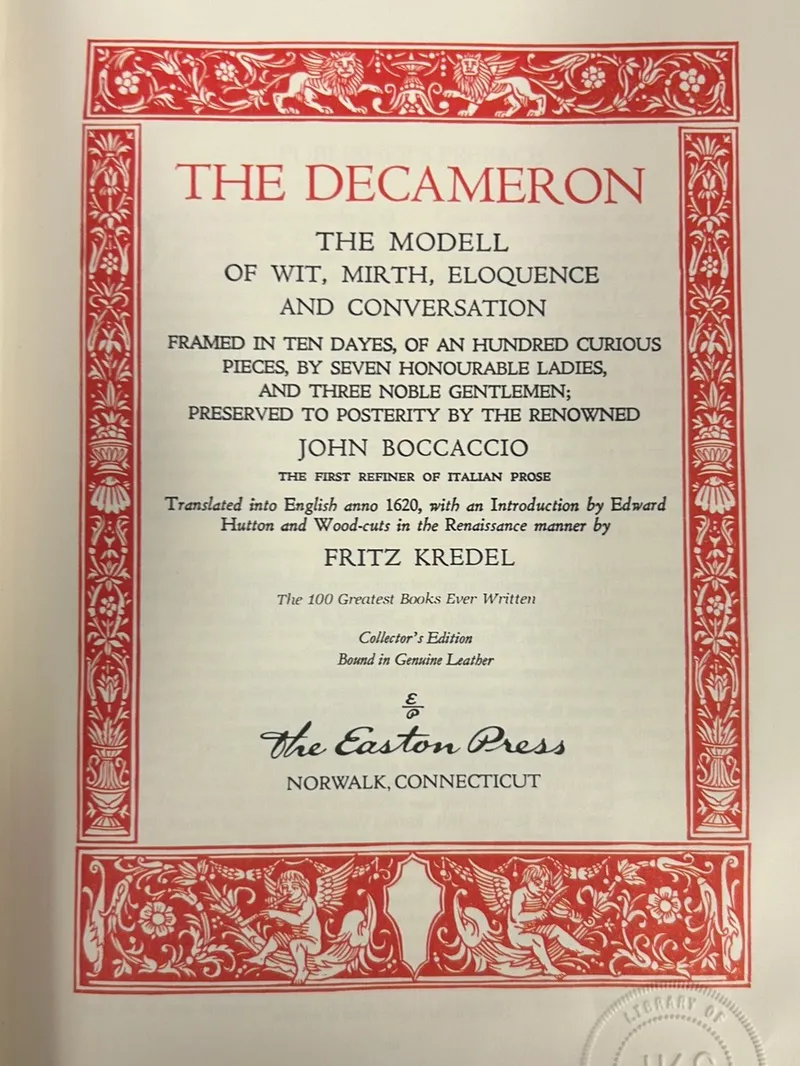 THE DECAMERON
THE MODELL
OF WIT, MIRTH, ELOQUENCE
AND CONVERSATION
FRAMED IN TEN DAYES, OF AN HUNDRED CURIOUS
PIECES, BY SEVEN HONOURABLE LADIES,
AND THREE NOBLE GENTLEMEN;
PRESERVED TO POSTERITY BY THE RENOWNED
JOHN BOCCACCIO
THE FIRST REFINER OF ITALIAN PROSE
Translated into English anno 1620, with an Introduction by Edward
Hutton and Wood-cuts in the Renaissance manner by
FRITZ KREDEL
The 100 Greatest Books Ever Written
Collector's Edition
Bound in Genuine Leather
E
P
The Easton Press
NORWALK, CONNECTICUT
LIBRARY OF